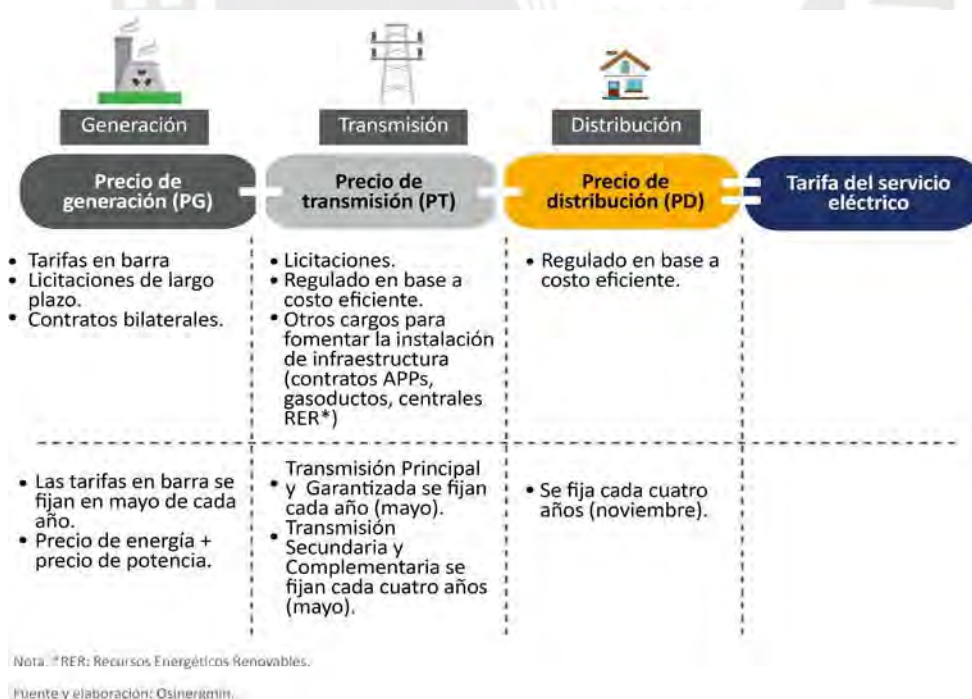 Generación
Transmisión
Distribución
Precio de
generación (PG)
Precio de
transmisión (PT)
Precio de
distribución (PD)
Tarifa del servicio
eléctrico
• Tarifas en barra
• Licitaciones de largo
plazo.
• Contratos bilaterales.
• Licitaciones.
• Regulado en base a
costo eficiente.
• Otros cargos para
fomentar la instalación
de infraestructura
(contratos APPs,
gasoductos, centrales
RER*)
• Regulado en base a
costo eficiente.
• Las tarifas en barra se
fijan en mayo de cada
año.
• Precio de energía +
precio de potencia.
Transmisión Principal
• y Garantizada se fijan
cada año (mayo).
• Transmisión
Secundaria y
Complementaria se
fijan cada cuatro años
(mayo).
• Se fija cada cuatro
años (noviembre).
Nota. *RER: Recursos Energéticos Renovables.
Fuente y elaboración: Osinergmin.